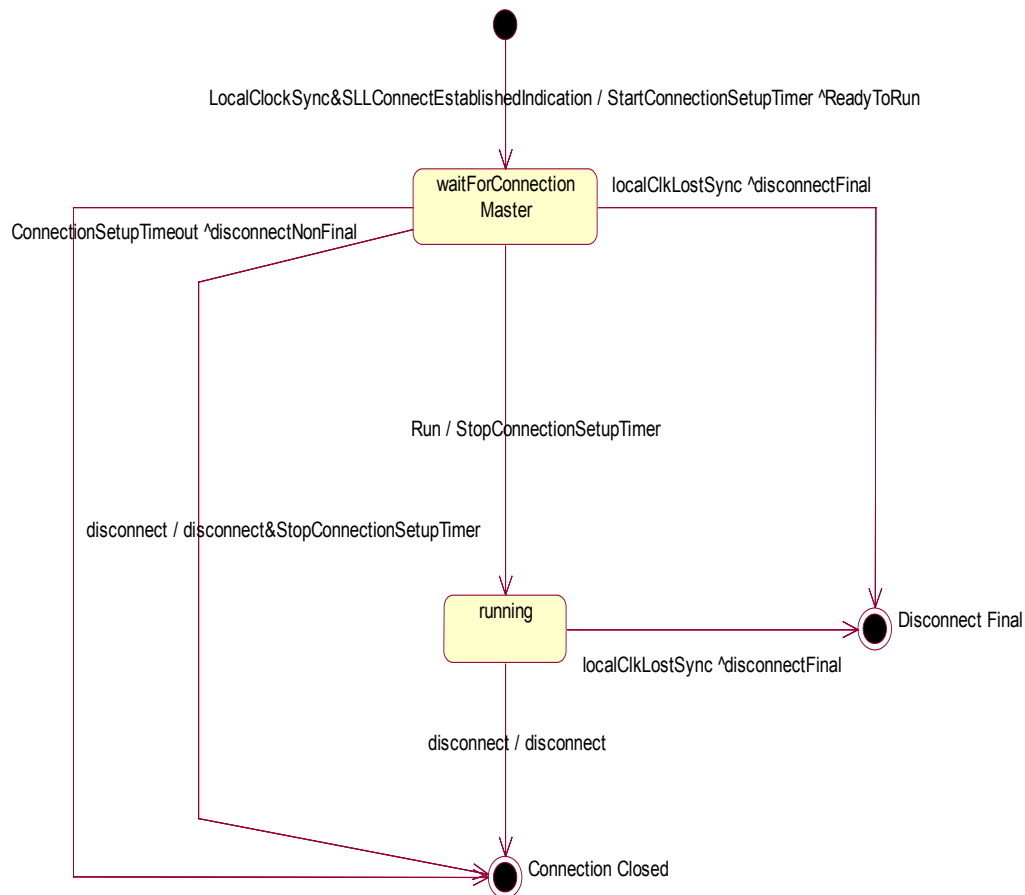 LocalClockSync&SLLConnectEstablishedIndication / StartConnectionSetupTimer ^ReadyToRun
waitForConnection
Master
localClkLostSync ^disconnectFinal
ConnectionSetupTimeout ^disconnectNonFinal
Run / StopConnectionSetupTimer
disconnect / disconnect&StopConnectionSetupTimer
running
Disconnect Final
localClkLostSync ^disconnectFinal
disconnect / disconnect
Connection Closed